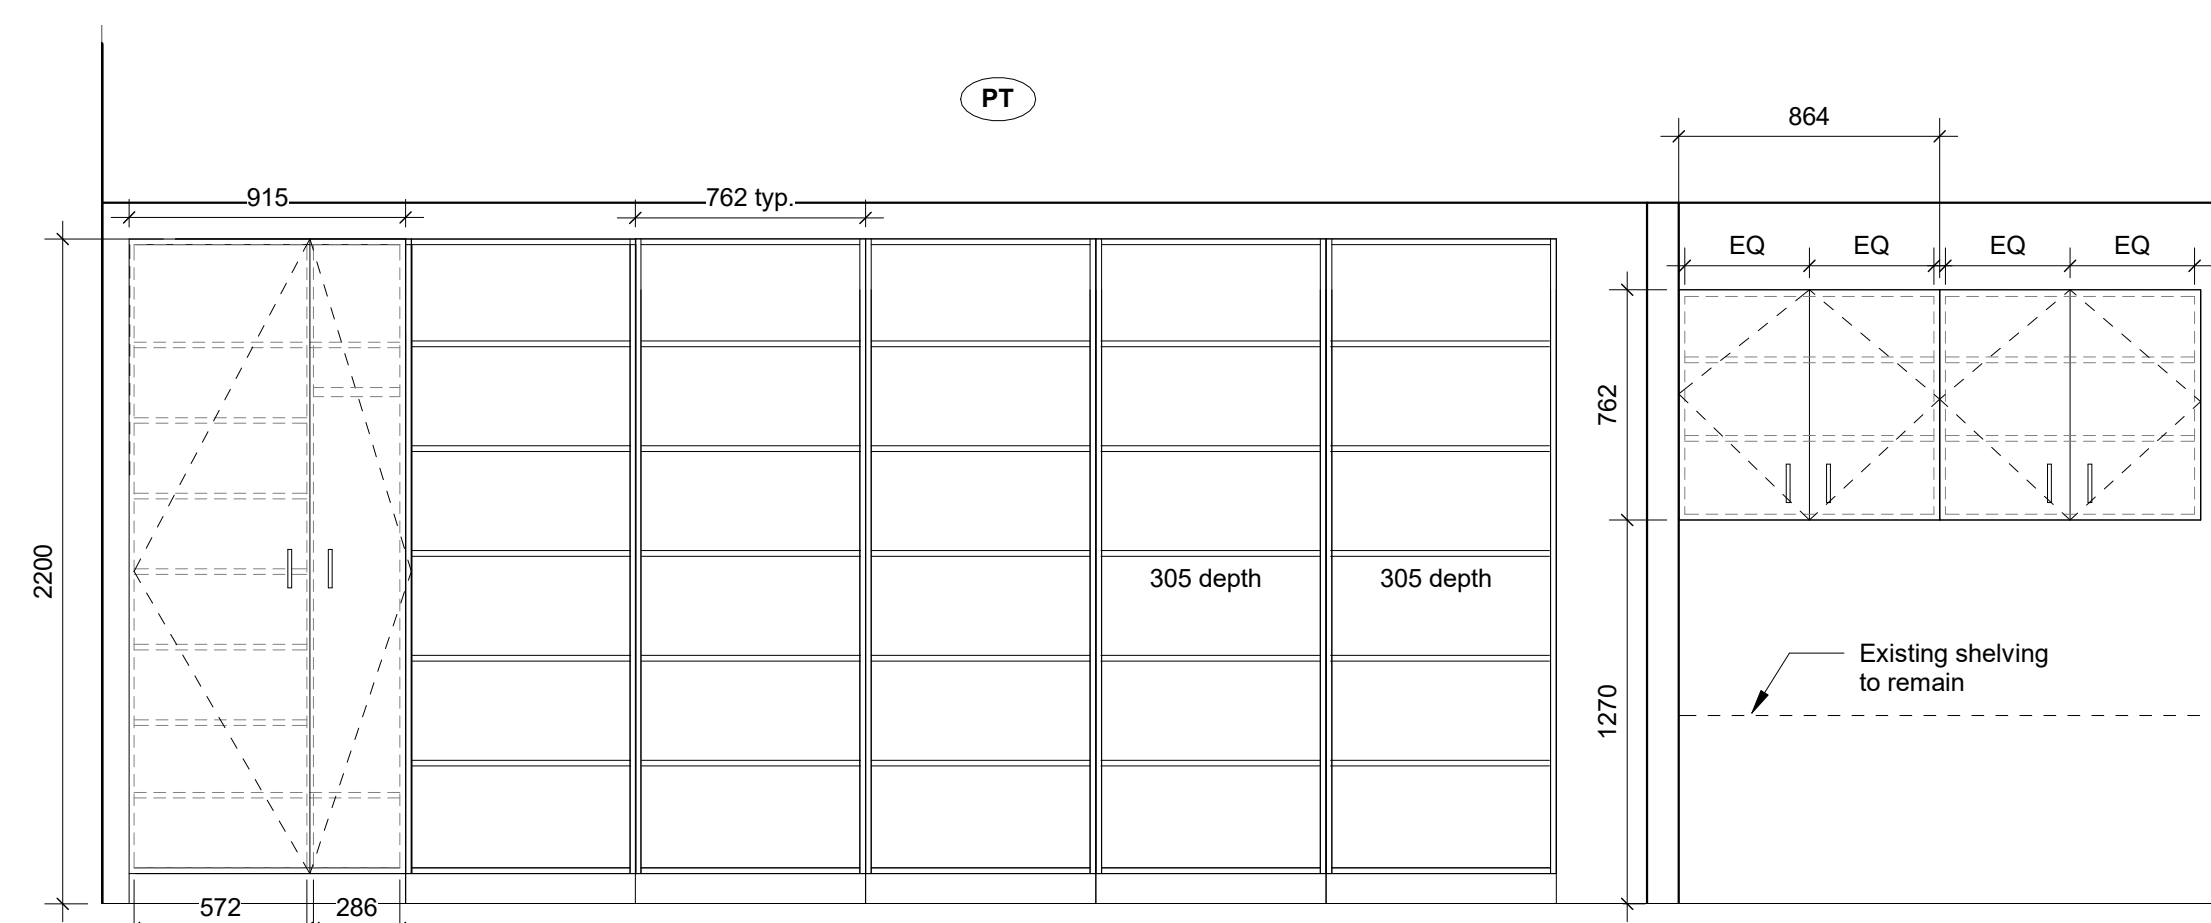 PT
864
915
762 typ.
EQ
EQ
EQ
EQ
762
2200
305 depth
305 depth
Existing shelving
to remain
1270
572
286